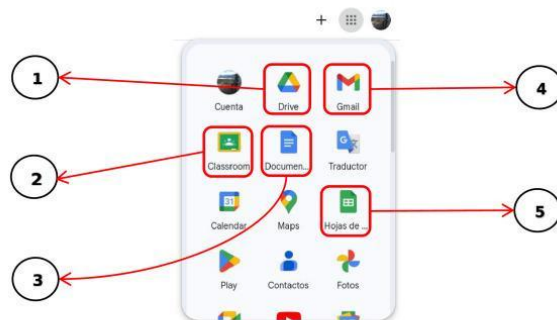 +
1
4
Cuenta Drive Gmail
2
Classroom Documen... Traductor
31
Calendar Maps Hojas de ...
5
3
Play Contactos Fotos